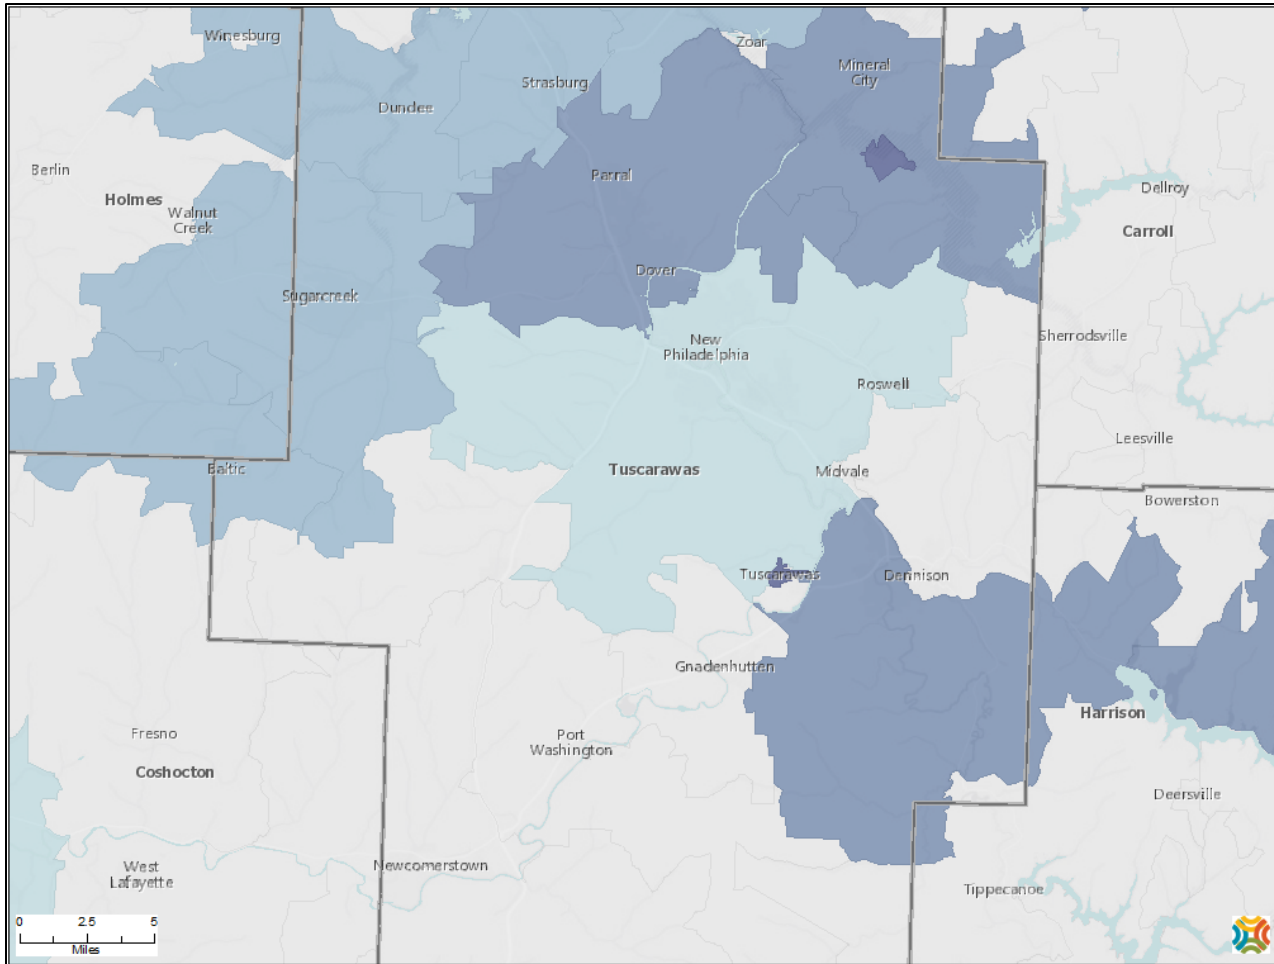 Winesburg
Zoar
Mineral
City
Strasburg
Dundee
Berlin
Parral
Dellroy
Holmes
Walnut
Creek
Carroll
Dover
Sugarcreek
Sherrodsville
New
Philadelphia
Roswell
Leesville
Baltic
Tuscarawas
Midvale
Bowerston
Tuscarawas
Dennison
Gnadenhutten
Harrison
Fresno
Port
Washington
Coshocton
Deersville
West
Lafayette
Newcomerstown
Tippecanoe
0 2.5 5
Miles